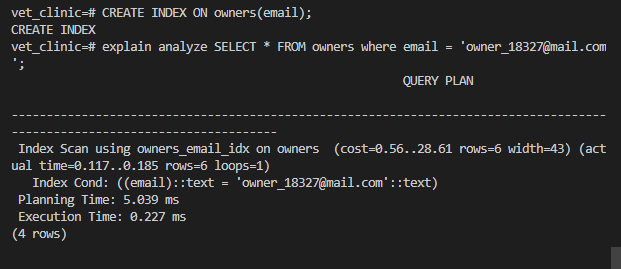 vet_clinic=# CREATE INDEX ON owners(email);
CREATE INDEX
vet_clinic=# explain analyze SELECT * FROM owners where email = 'owner_18327@mail.com
';
QUERY PLAN
-------------------------------------------------------------------------------------
--------------------------------------
Index Scan using owners_email_idx on owners  (cost=0.56..28.61 rows=6 width=43) (act
ual time=0.117..0.185 rows=6 loops=1)
Index Cond: ((email)::text = 'owner_18327@mail.com'::text)
Planning Time: 5.039 ms
Execution Time: 0.227 ms
(4 rows)